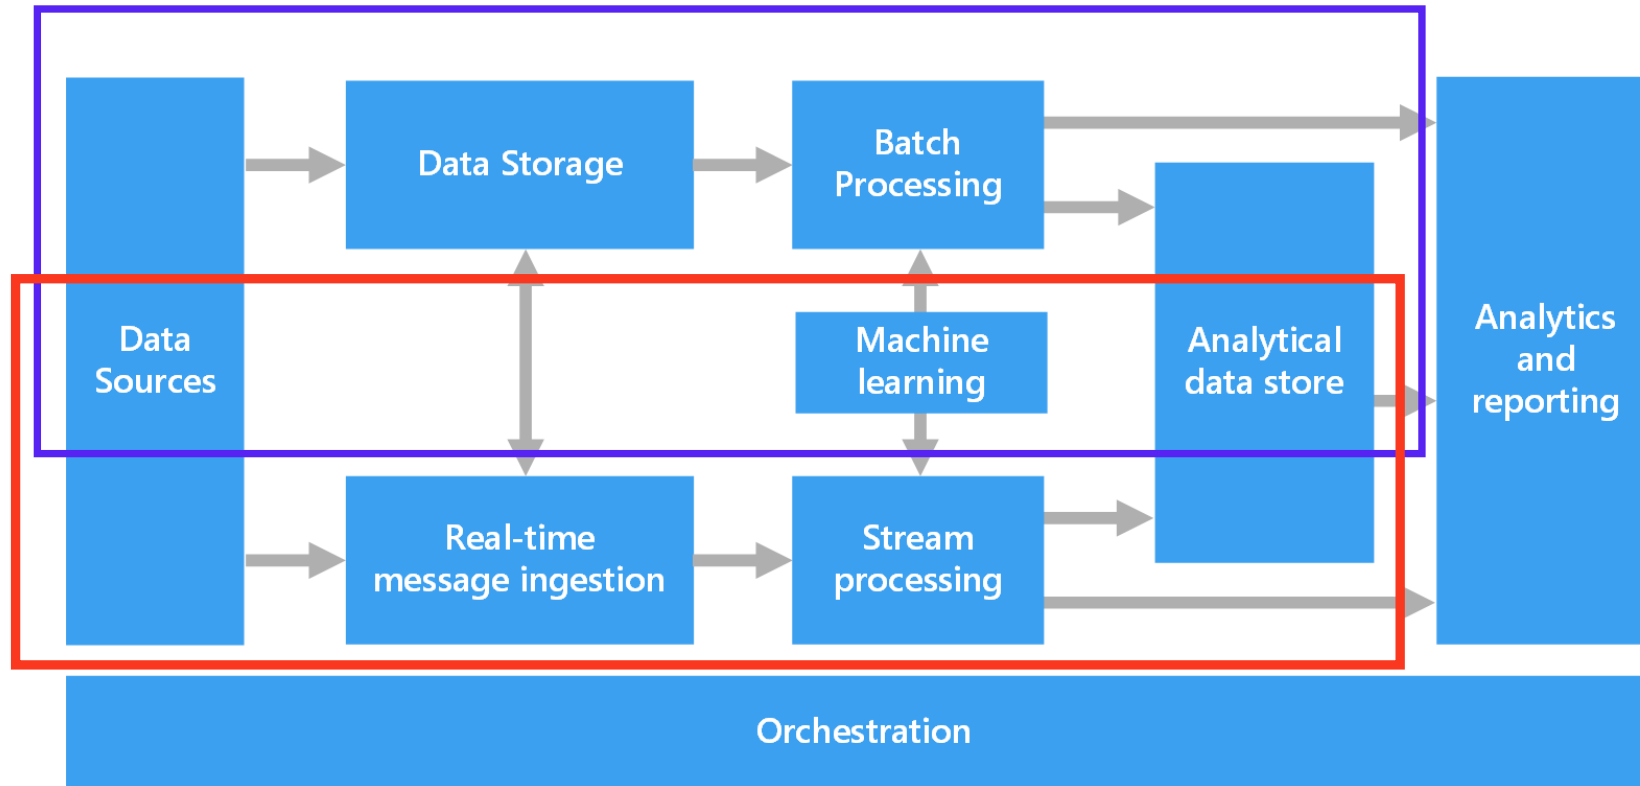 Data
Sources
Data Storage
Batch
Processing
Machine
learning
Analytical
data store
Analytics
and
reporting
Real-time
message ingestion
Stream
processing
Orchestration